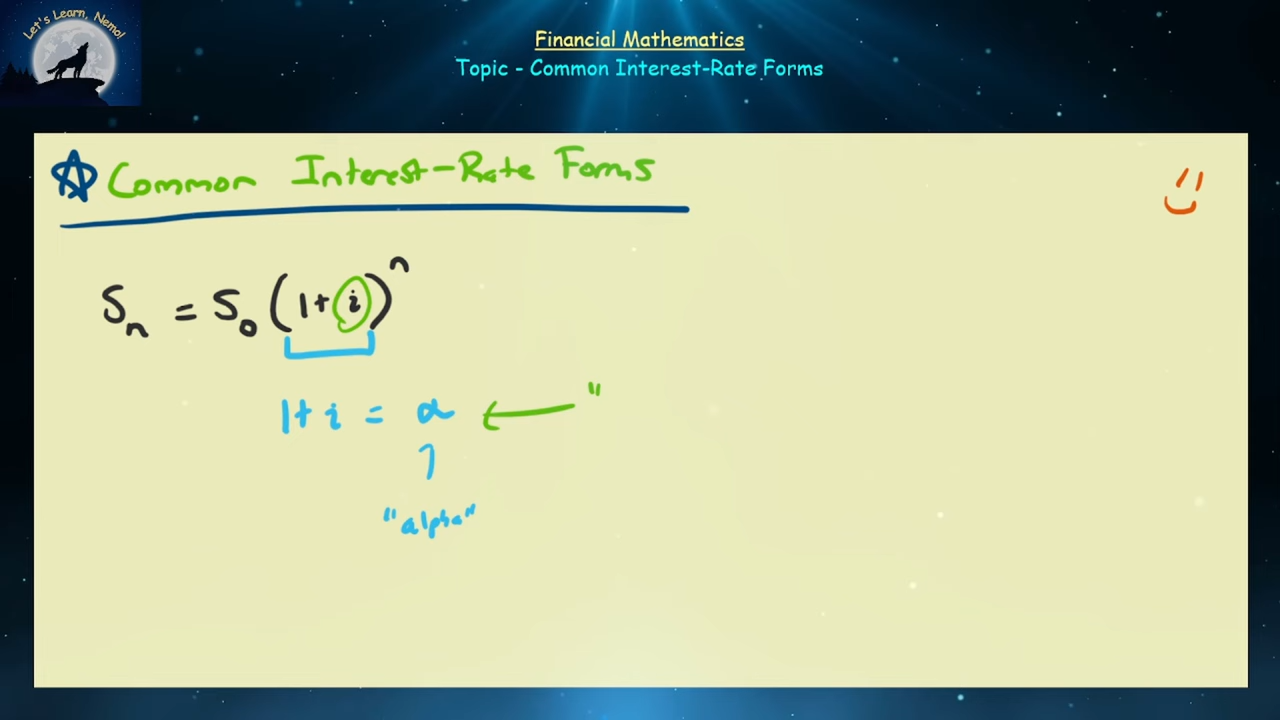 Let's Learn, Nemo!
Financial Mathematics
Topic - Common Interest-Rate Forms
Common Interest-Rate Forms
Sₙ = S₀ (1+i)ⁿ
1+i = α ← "
"alpha"